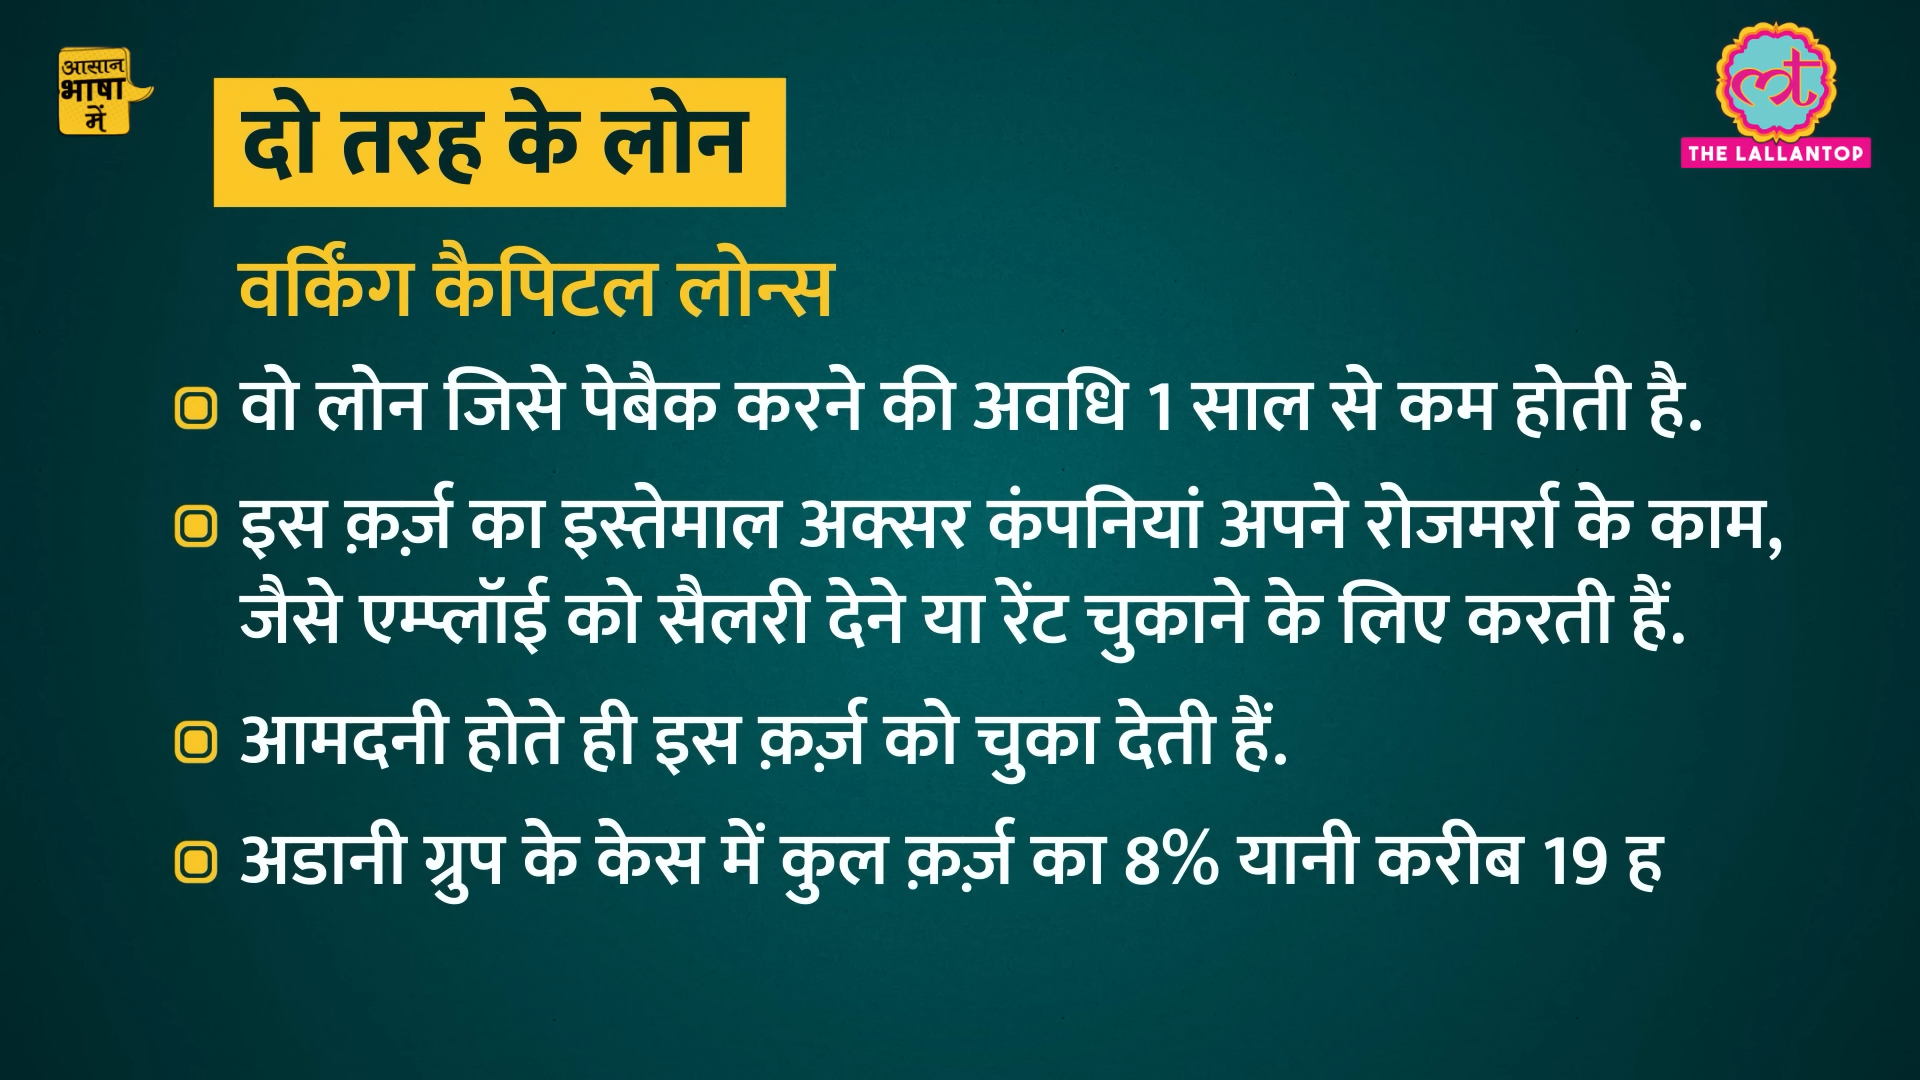 आसान
भाषा
में
दो तरह के लोन
THE LALLANTOP
वर्किंग कैपिटल लोन्स
वो लोन जिसे पेबैक करने की अवधि 1 साल से कम होती है.
इस क़र्ज़ का इस्तेमाल अक्सर कंपनियां अपने रोजमर्रा के काम,
जैसे एम्प्लॉई को सैलरी देने या रेंट चुकाने के लिए करती हैं.
आमदनी होते ही इस क़र्ज़ को चुका देती हैं.
अडानी ग्रुप के केस में कुल क़र्ज़ का 8% यानी करीब 19 ह